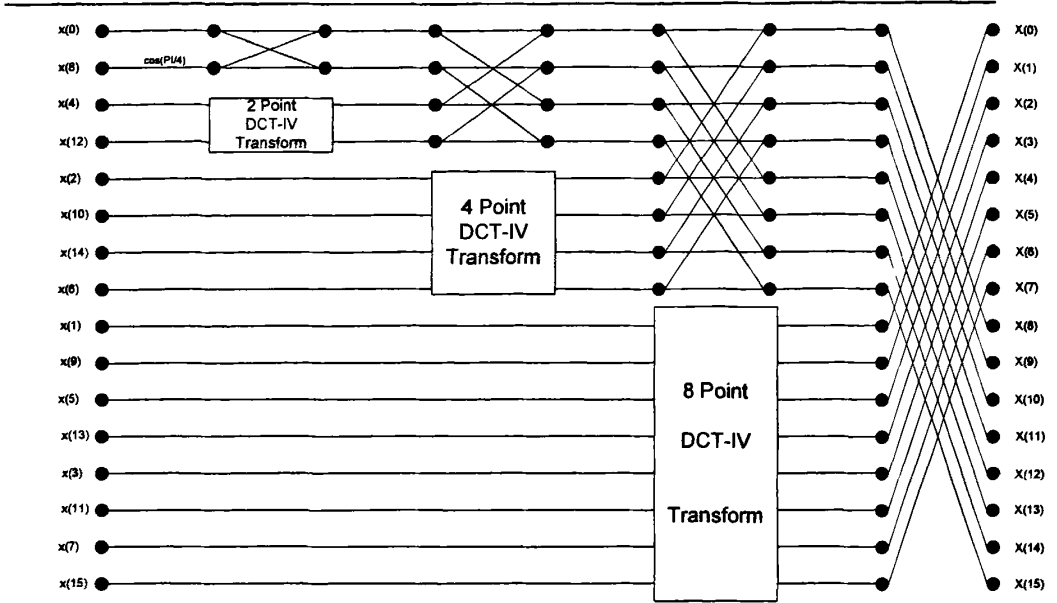 x(0) X(0)
x(8) cos(PI/4) X(1)
x(4) 2 Point X(2)
DCT-IV
x(12) Transform X(3)
x(2) X(4)
x(10) 4 Point X(5)
DCT-IV
x(14) Transform X(6)
x(6) X(7)
x(1) X(8)
x(9) X(9)
x(5) 8 Point X(10)
x(13) DCT-IV X(11)
x(3) X(12)
x(11) Transform X(13)
x(7) X(14)
x(15) X(15)